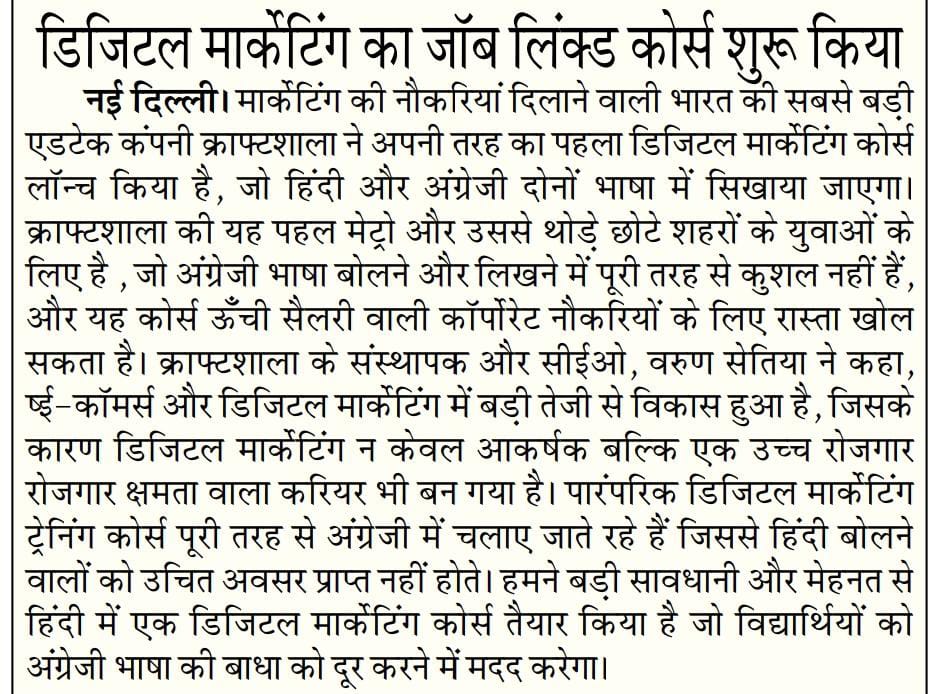 डिजिटल मार्केटिंग का जॉब लिंक्ड कोर्स शुरू किया
नई दिल्ली। मार्केटिंग की नौकरियां दिलाने वाली भारत की सबसे बड़ी
एडटेक कंपनी क्राफ्टशाला ने अपनी तरह का पहला डिजिटल मार्केटिंग कोर्स
लॉन्च किया है, जो हिंदी और अंग्रेजी दोनों भाषा में सिखाया जाएगा।
क्राफ्टशाला की यह पहल मेट्रो और उससे थोड़े छोटे शहरों के युवाओं के
लिए है , जो अंग्रेजी भाषा बोलने और लिखने में पूरी तरह से कुशल नहीं हैं,
और यह कोर्स ऊँची सैलरी वाली कॉर्पोरेट नौकरियों के लिए रास्ता खोल
सकता है। क्राफ्टशाला के संस्थापक और सीईओ, वरुण सेतिया ने कहा,
ष्ई-कॉमर्स और डिजिटल मार्केटिंग में बड़ी तेजी से विकास हुआ है, जिसके
कारण डिजिटल मार्केटिंग न केवल आकर्षक बल्कि एक उच्च रोजगार
रोजगार क्षमता वाला करियर भी बन गया है। पारंपरिक डिजिटल मार्केटिंग
ट्रेनिंग कोर्स पूरी तरह से अंग्रेजी में चलाए जाते रहे हैं जिससे हिंदी बोलने
वालों को उचित अवसर प्राप्त नहीं होते। हमने बड़ी सावधानी और मेहनत से
हिंदी में एक डिजिटल मार्केटिंग कोर्स तैयार किया है जो विद्यार्थियों को
अंग्रेजी भाषा की बाधा को दूर करने में मदद करेगा।